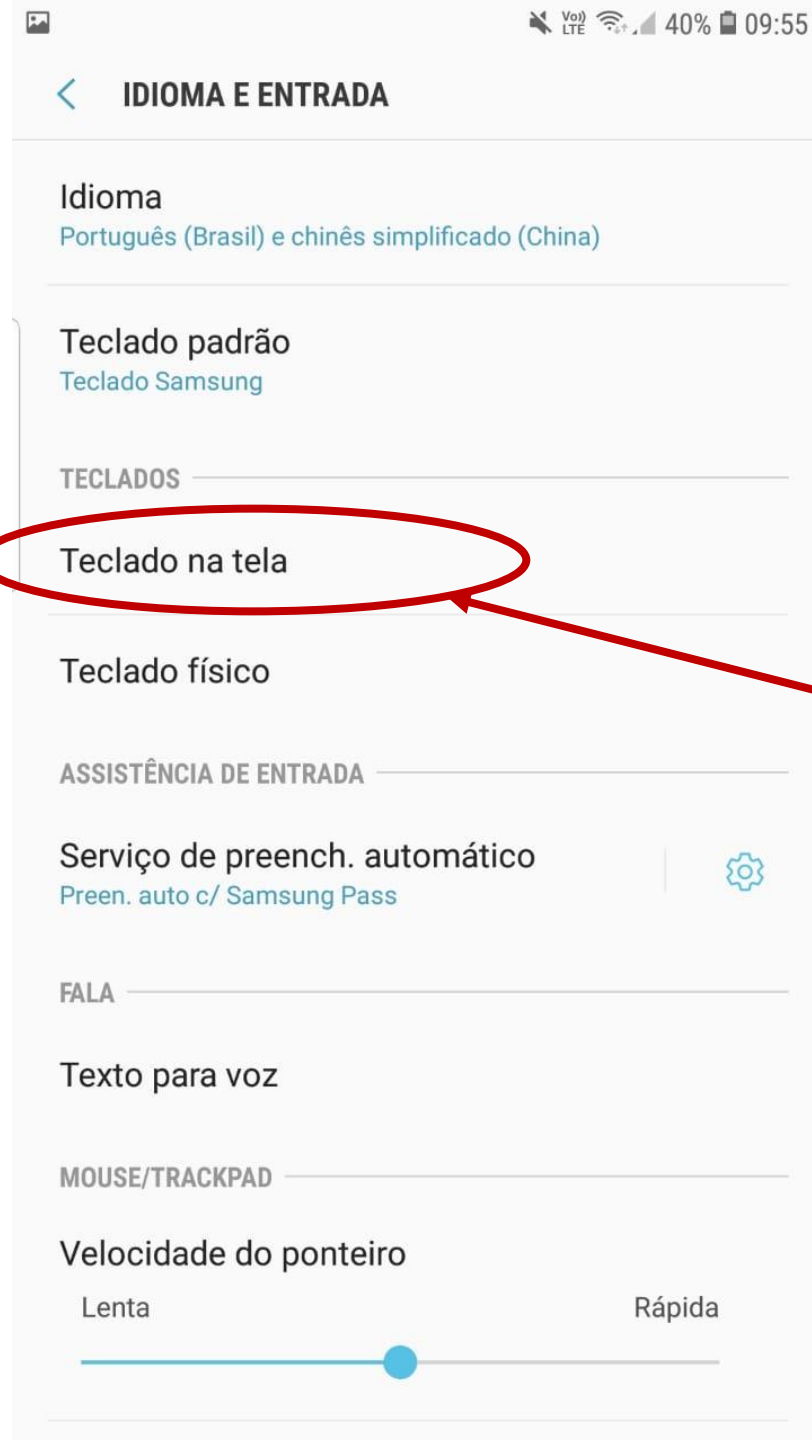 Vo)) LTE 40% 09:55
IDIOMA E ENTRADA
Idioma
Português (Brasil) e chinês simplificado (China)
Teclado padrão
Teclado Samsung
TECLADOS
Teclado na tela
Teclado físico
ASSISTÊNCIA DE ENTRADA
Serviço de preench. automático
Preen. auto c/ Samsung Pass
FALA
Texto para voz
MOUSE/TRACKPAD
Velocidade do ponteiro
Lenta Rápida